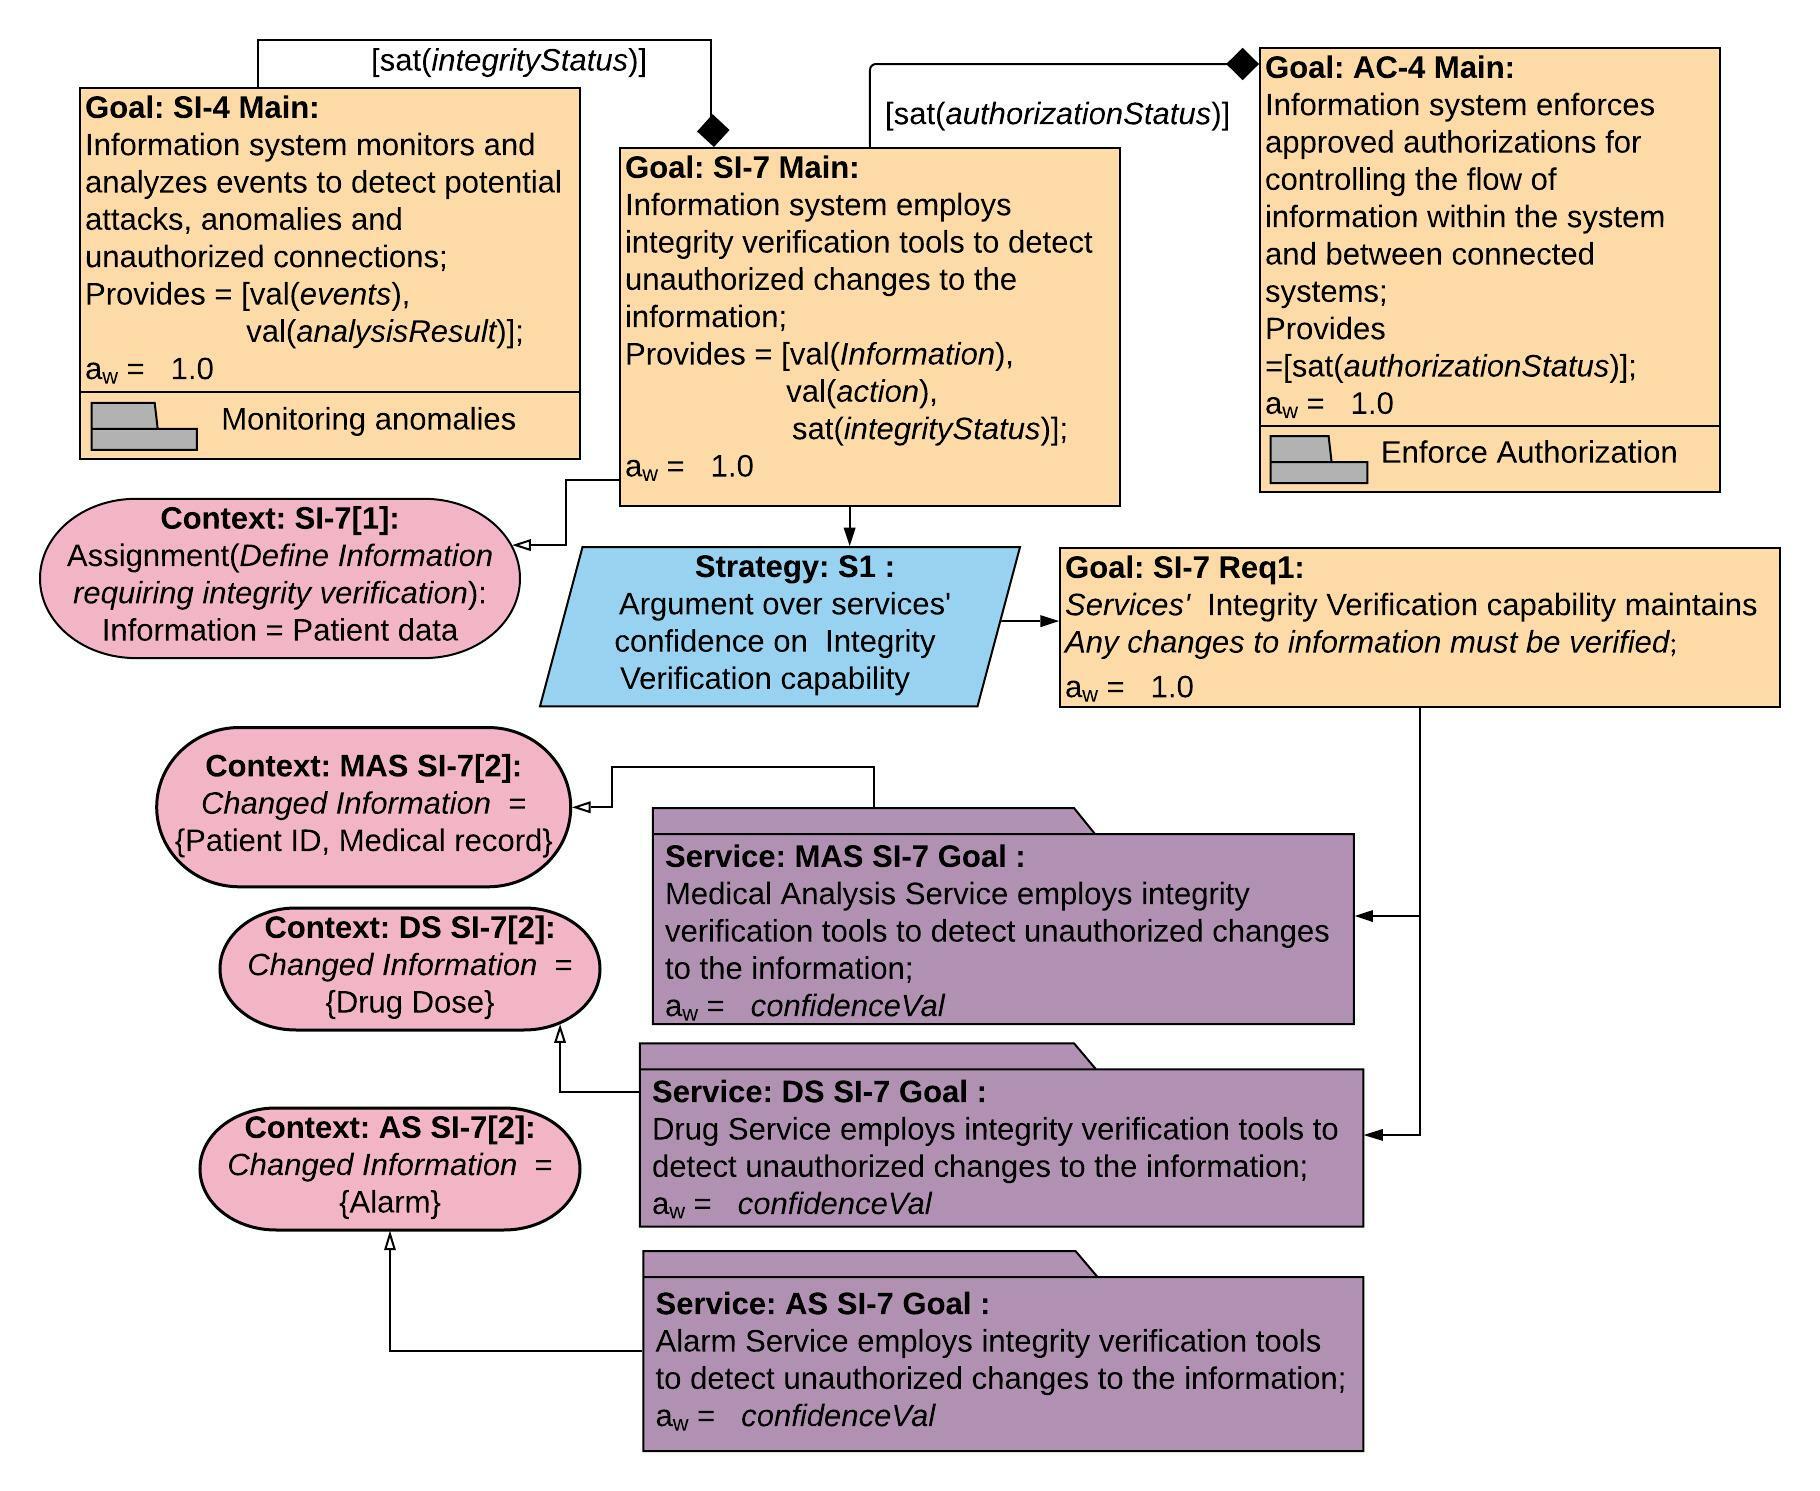 [sat(integrityStatus)]
Goal: SI-4 Main:
Information system monitors and
analyzes events to detect potential
attacks, anomalies and
unauthorized connections;
Provides = [val(events),
val(analysisResult)];
aw = 1.0
Monitoring anomalies
[sat(authorizationStatus)]
Goal: SI-7 Main:
Information system employs
integrity verification tools to detect
unauthorized changes to the
information;
Provides = [val(Information),
val(action),
sat(integrityStatus)];
aw = 1.0
Goal: AC-4 Main:
Information system enforces
approved authorizations for
controlling the flow of
information within the system
and between connected
systems;
Provides
=[sat(authorizationStatus)];
aw = 1.0
Enforce Authorization
Context: SI-7[1]:
Assignment(Define Information
requiring integrity verification):
Information = Patient data
Strategy: S1 :
Argument over services'
confidence on Integrity
Verification capability
Goal: SI-7 Req1:
Services' Integrity Verification capability maintains
Any changes to information must be verified;
aw = 1.0
Context: MAS SI-7[2]:
Changed Information =
{Patient ID, Medical record}
Service: MAS SI-7 Goal :
Medical Analysis Service employs integrity
verification tools to detect unauthorized changes
to the information;
aw = confidenceVal
Context: DS SI-7[2]:
Changed Information =
{Drug Dose}
Service: DS SI-7 Goal :
Drug Service employs integrity verification tools to
detect unauthorized changes to the information;
aw = confidenceVal
Context: AS SI-7[2]:
Changed Information =
{Alarm}
Service: AS SI-7 Goal :
Alarm Service employs integrity verification tools
to detect unauthorized changes to the information;
aw = confidenceVal